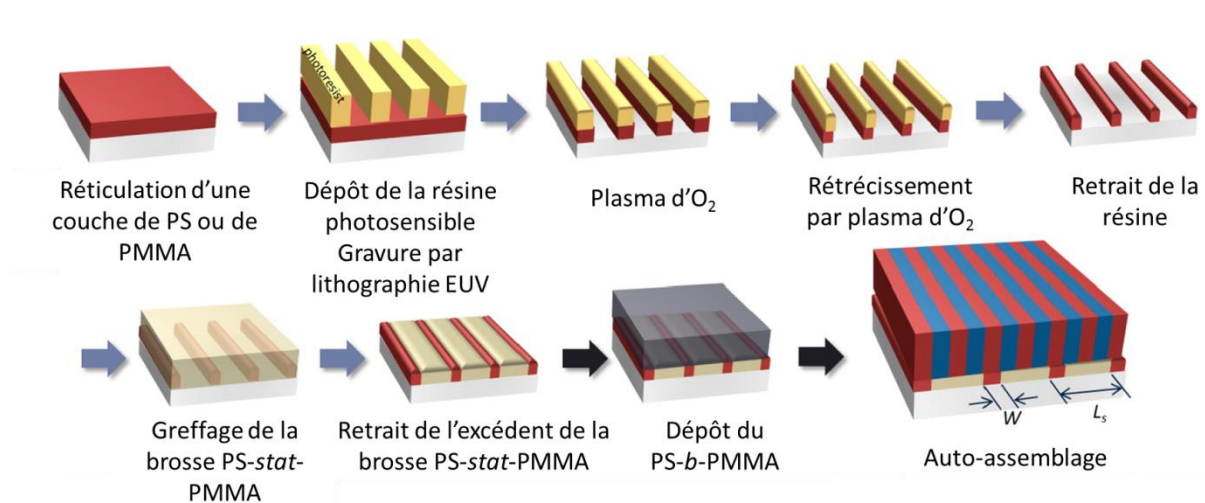 photoresist
Réticulation d'une
couche de PS ou de
PMMA
Dépôt de la résine
photosensible
Gravure par
lithographie EUV
Plasma d'O₂
Rétrécissement
par plasma d'O₂
Retrait de la
résine
Greffage de la
brosse PS-stat-
PMMA
Retrait de l'excédent de la
brosse PS-stat-PMMA
Dépôt du
PS-b-PMMA
W
Lₛ
Auto-assemblage